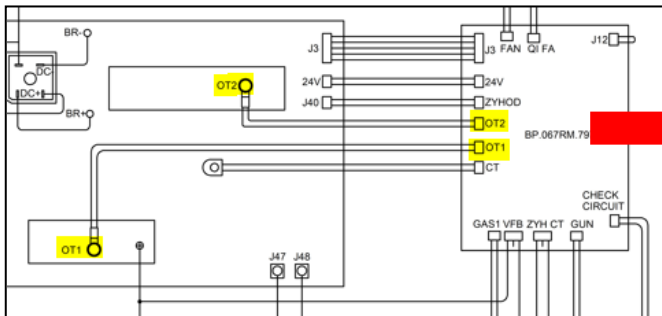 BR-
DC-
DC+
BR+
OT2
OT1
J3
24V
J40
J47 J48
FAN QI FA
J12
J3
24V
ZYHOD
OT2
OT1
CT
BP.067RM.79
CHECK
CIRCUIT
GAS1 VFB ZYH CT GUN